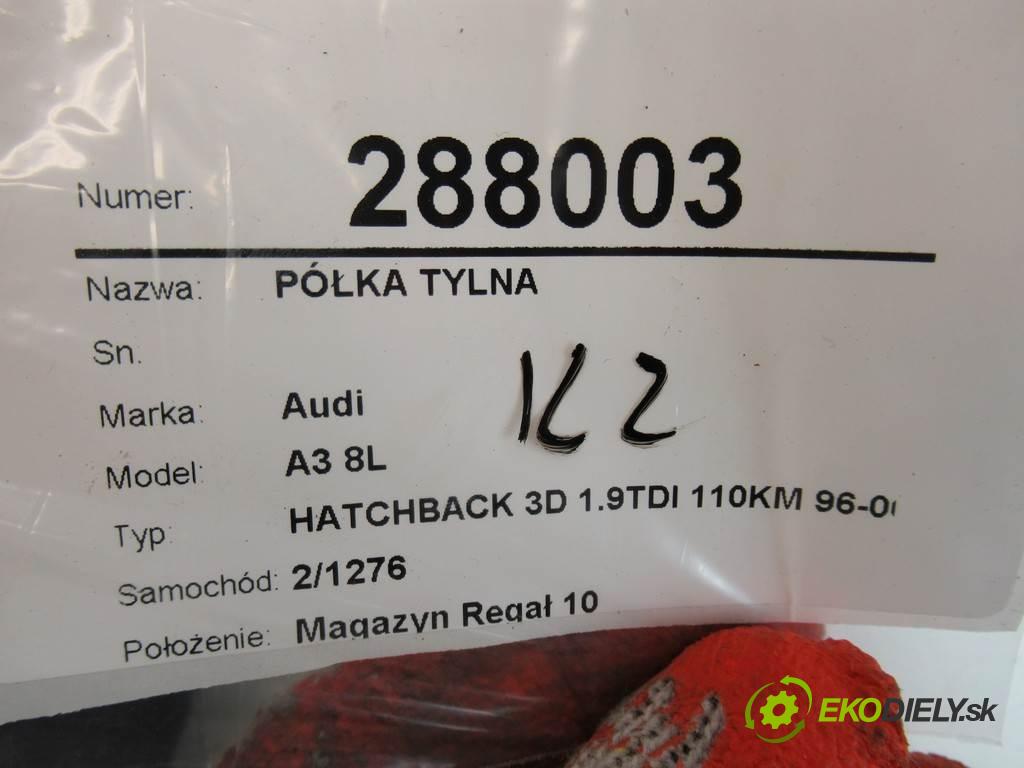 Numer: 288003
Nazwa: PÓŁKA TYLNA
Sn.
Marka: Audi
Model: A3 8L
Typ: HATCHBACK 3D 1.9TDI 110KM 96-0
Samochód: 2/1276
Położenie: Magazyn Regał 10
EKODIELY.sk